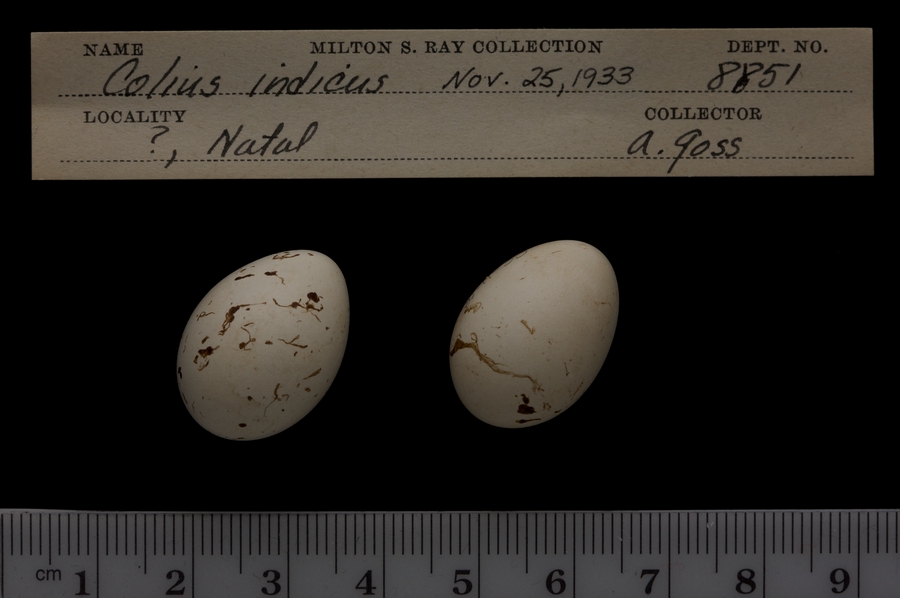 NAME MILTON S. RAY COLLECTION DEPT. NO.
Colius indicus Nov. 25, 1933 8851
LOCALITY COLLECTOR
?, Natal A. Goss
cm 1 2 3 4 5 6 7 8 9